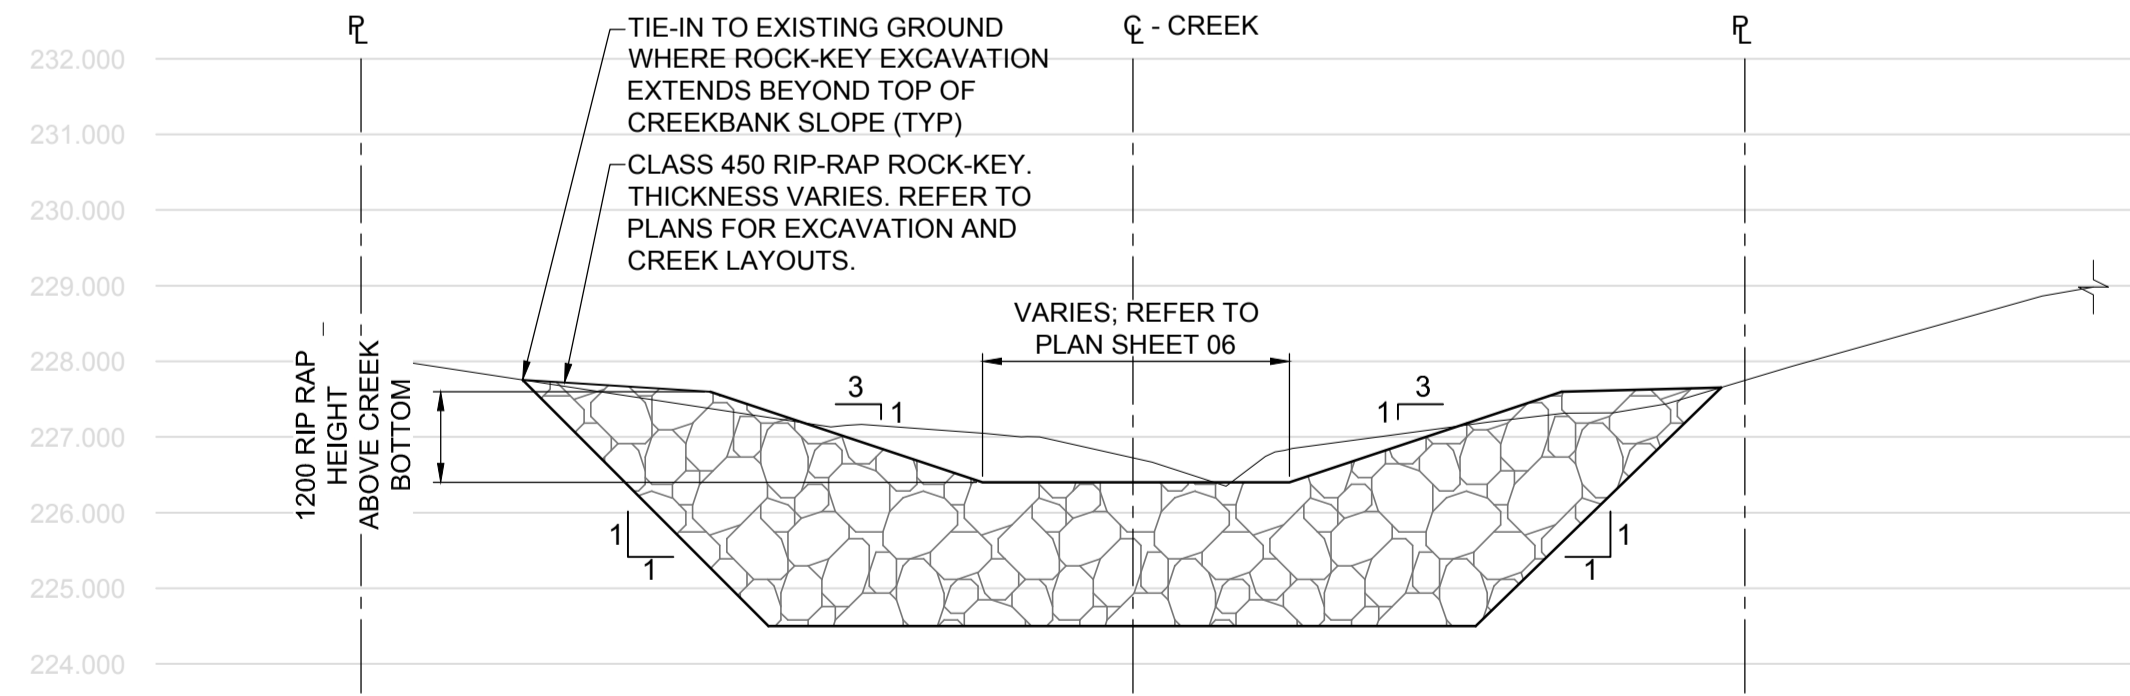 ℄ - CREEK
TIE-IN TO EXISTING GROUND
WHERE ROCK-KEY EXCAVATION
EXTENDS BEYOND TOP OF
CREEKBANK SLOPE (TYP)
CLASS 450 RIP-RAP ROCK-KEY.
THICKNESS VARIES. REFER TO
PLANS FOR EXCAVATION AND
CREEK LAYOUTS.
VARIES; REFER TO
PLAN SHEET 06
PL
PL
232.000
231.000
230.000
229.000
228.000
227.000
226.000
225.000
224.000
1200 RIP RAP
HEIGHT
ABOVE CREEK
BOTTOM
3
1
3
1
1
1
1
1